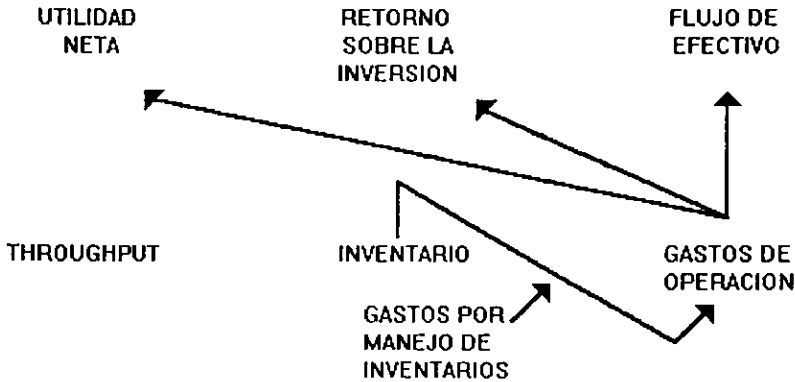 UTILIDAD
NETA
RETORNO
SOBRE LA
INVERSION
FLUJO DE
EFECTIVO
THROUGHPUT
INVENTARIO
GASTOS DE
OPERACION
GASTOS POR
MANEJO DE
INVENTARIOS